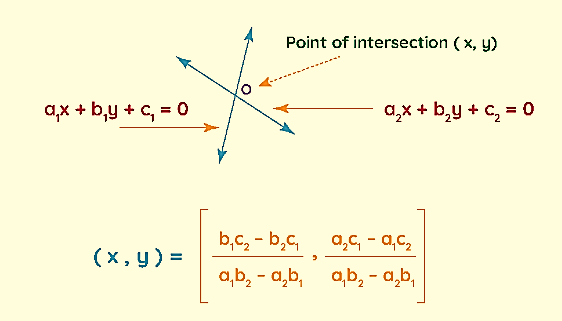 Point of intersection ( x, y)
O
a₁x + b₁y + c₁ = 0
a₂x + b₂y + c₂ = 0
( x , y ) = [ b₁c₂ - b₂c₁ / a₁b₂ - a₂b₁ , a₂c₁ - a₁c₂ / a₁b₂ - a₂b₁ ]